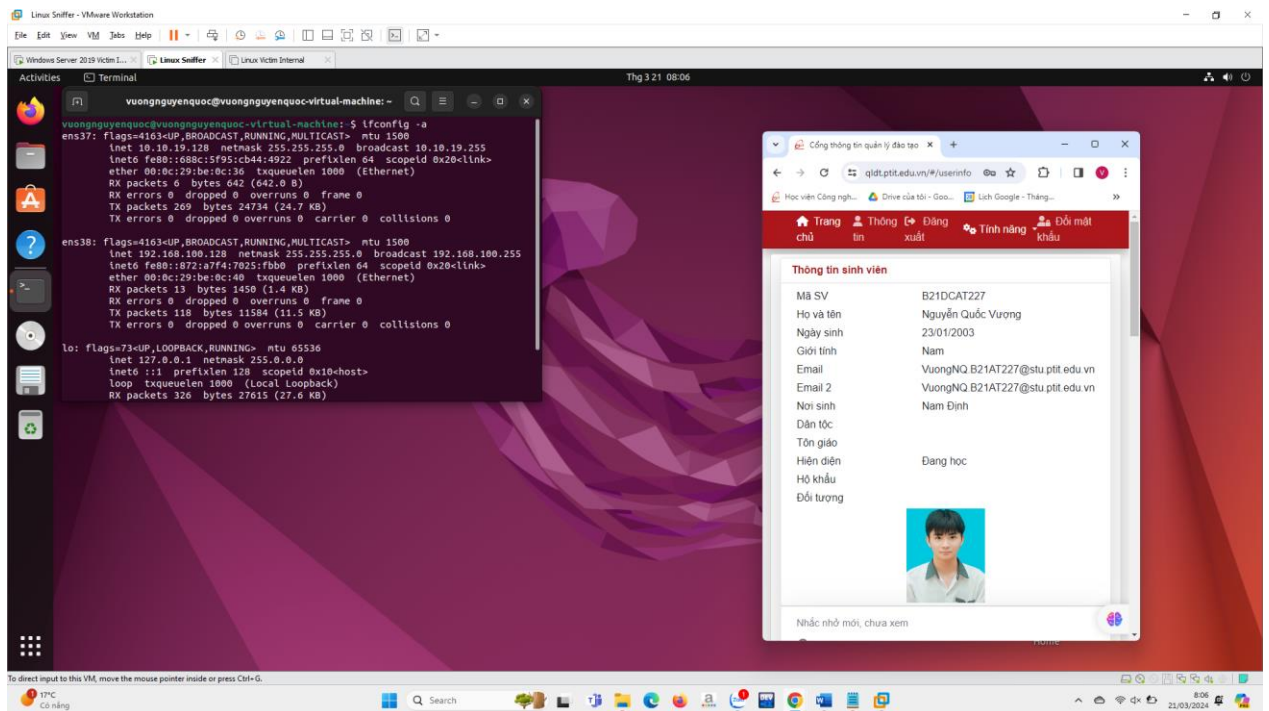 Linux Sniffer - VMware Workstation
File Edit View VM Tabs Help
Windows Server 2019 Victim I... Linux Sniffer Linux Victim Internal
Activities Terminal Thg 3 21 08:06
vuongnguyenquoc@vuongnguyenquoc-virtual-machine: ~
vuongnguyenquoc@vuongnguyenquoc-virtual-machine:~$ ifconfig -a
ens37: flags=4163<UP,BROADCAST,RUNNING,MULTICAST> mtu 1500
inet 10.10.19.128 netmask 255.255.255.0 broadcast 10.10.19.255
inet6 fe80::688c:5f95:cb44:4922 prefixlen 64 scopeid 0x20<link>
ether 00:0c:29:be:0c:36 txqueuelen 1000 (Ethernet)
RX packets 6 bytes 642 (642.0 B)
RX errors 0 dropped 0 overruns 0 frame 0
TX packets 269 bytes 24734 (24.7 KB)
TX errors 0 dropped 0 overruns 0 carrier 0 collisions 0
ens38: flags=4163<UP,BROADCAST,RUNNING,MULTICAST> mtu 1500
inet 192.168.100.128 netmask 255.255.255.0 broadcast 192.168.100.255
inet6 fe80::872:a7f4:7025:fbb0 prefixlen 64 scopeid 0x20<link>
ether 00:0c:29:be:0c:40 txqueuelen 1000 (Ethernet)
RX packets 13 bytes 1450 (1.4 KB)
RX errors 0 dropped 0 overruns 0 frame 0
TX packets 118 bytes 11584 (11.5 KB)
TX errors 0 dropped 0 overruns 0 carrier 0 collisions 0
lo: flags=73<UP,LOOPBACK,RUNNING> mtu 65536
inet 127.0.0.1 netmask 255.0.0.0
inet6 ::1 prefixlen 128 scopeid 0x10<host>
loop txqueuelen 1000 (Local Loopback)
RX packets 326 bytes 27615 (27.6 KB)
Cổng thông tin quản lý đào tạo
qldt.ptit.edu.vn/#/userinfo
V
Học viện Công ngh... Drive của tôi - Goo... Lịch Google - Tháng...
Trang chủ
Thông tin
Đăng xuất
Tính năng
Đổi mật khẩu
Thông tin sinh viên
Mã SV B21DCAT227
Họ và tên Nguyễn Quốc Vượng
Ngày sinh 23/01/2003
Giới tính Nam
Email VuongNQ.B21AT227@stu.ptit.edu.vn
Email 2 VuongNQ.B21AT227@stu.ptit.edu.vn
Nơi sinh Nam Định
Dân tộc
Tôn giáo
Hiện diện Đang học
Hộ khẩu
Đối tượng
Nhắc nhở mới, chưa xem
Home
To direct input to this VM, move the mouse pointer inside or press Ctrl+G.
1
17°C
Có nắng
Search
8:06
21/03/2024